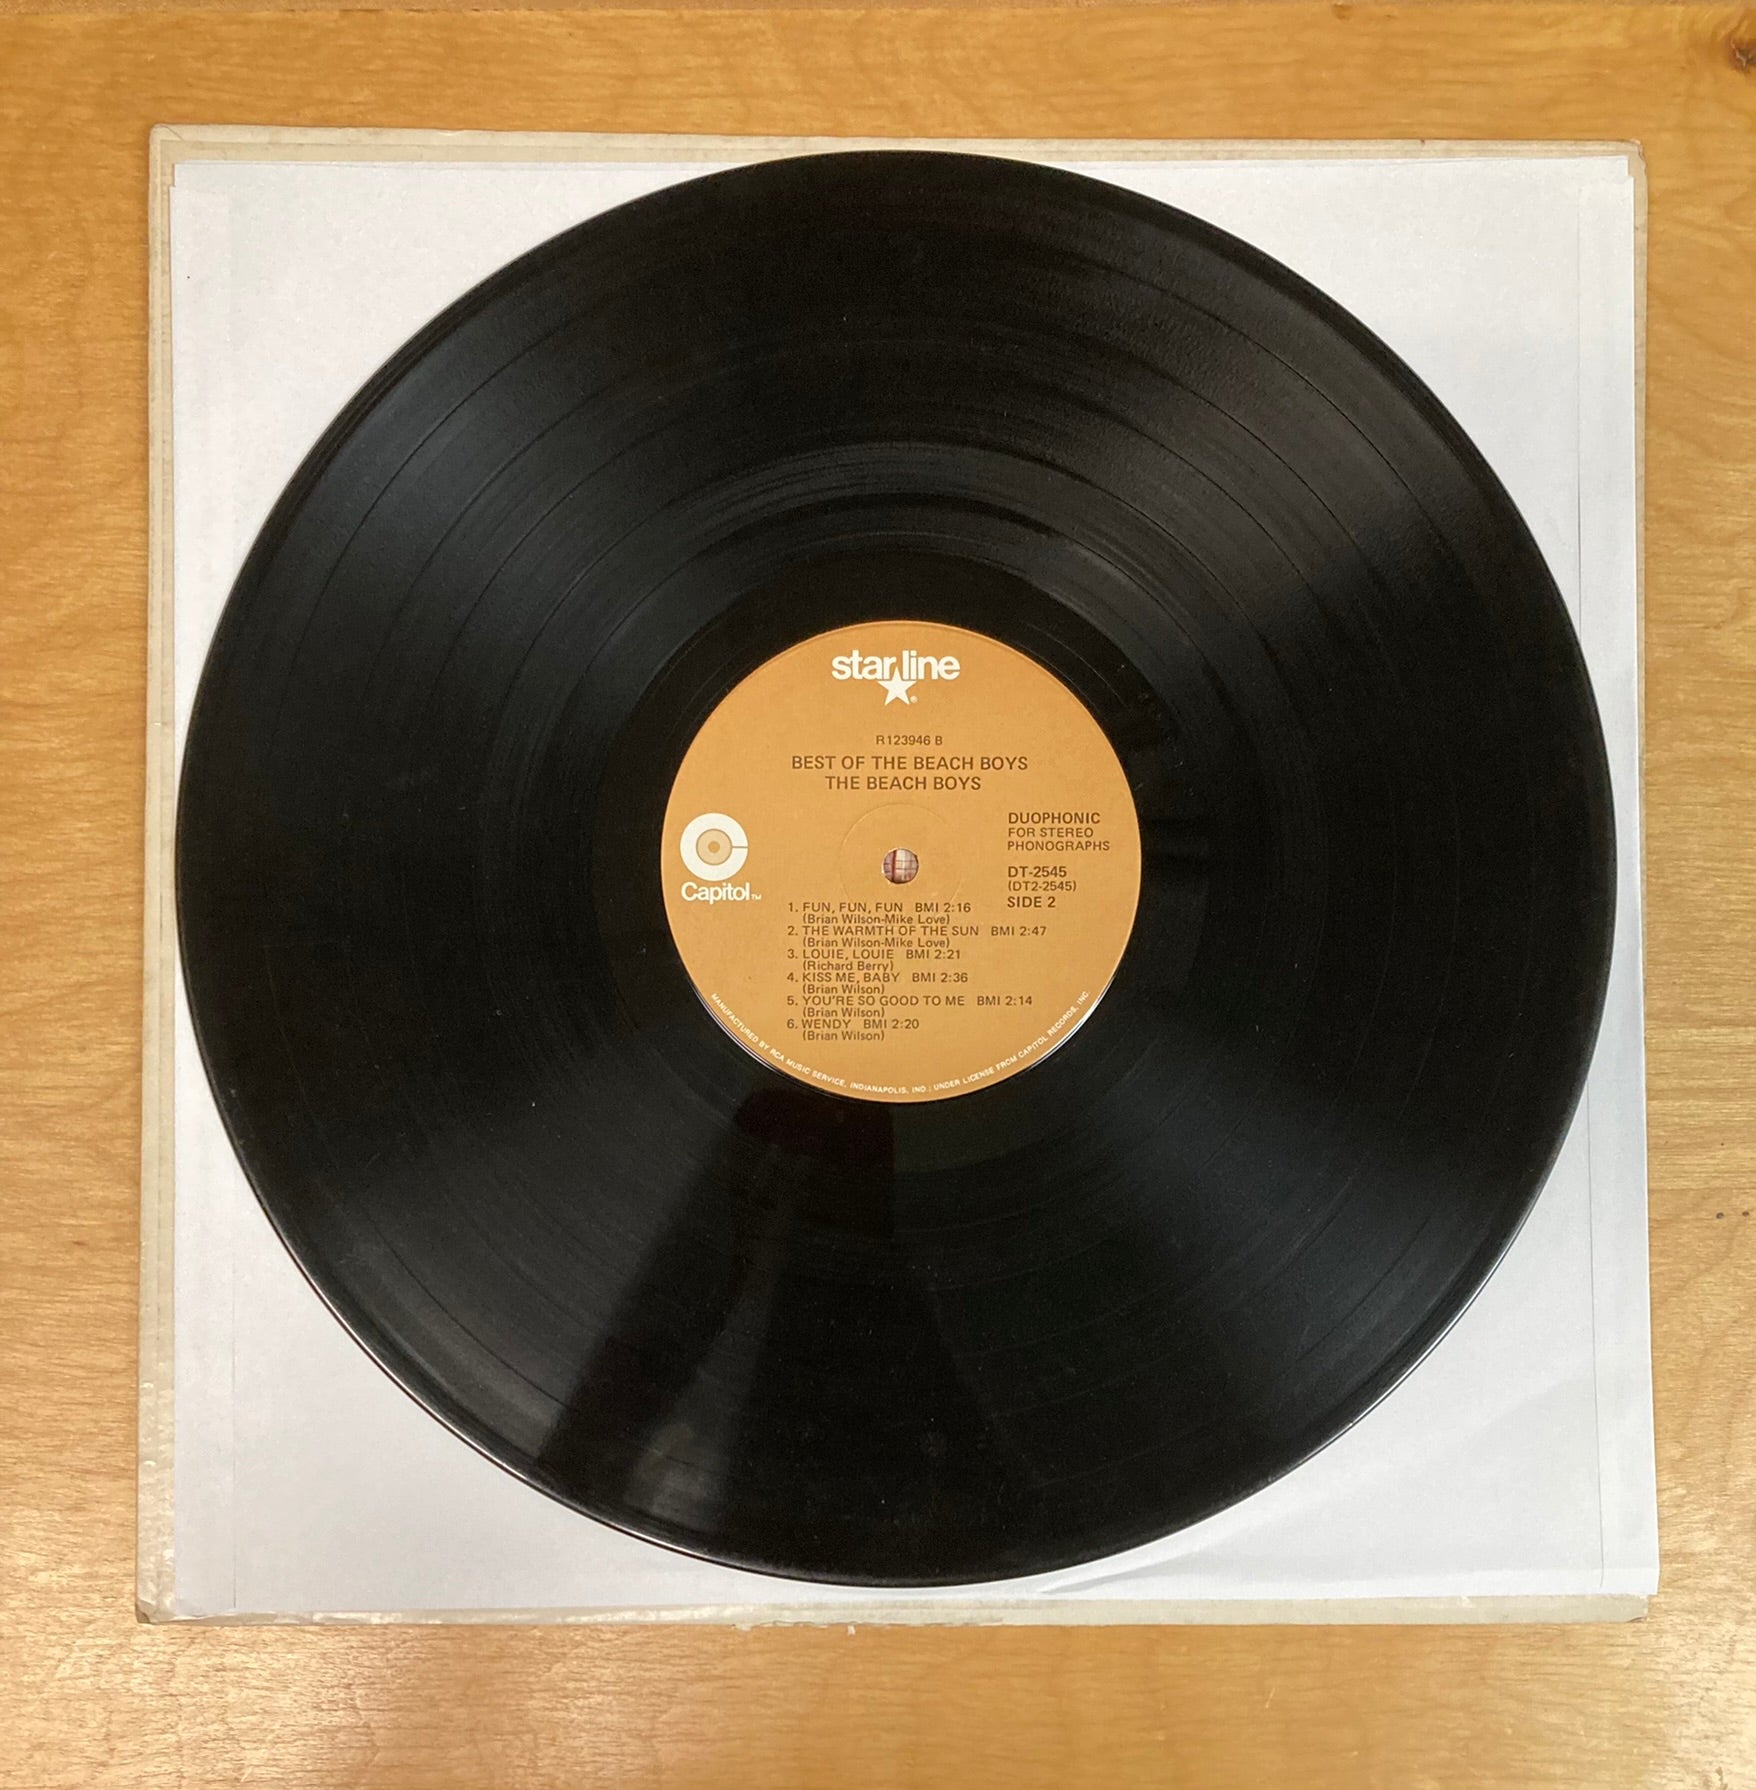 starline®
R123946 B
BEST OF THE BEACH BOYS
THE BEACH BOYS
Capitol™
DUOPHONIC
FOR STEREO
PHONOGRAPHS
DT-2545
(DT2-2545)
SIDE 2
1. FUN, FUN, FUN BMI 2:16
(Brian Wilson-Mike Love)
2. THE WARMTH OF THE SUN BMI 2:47
(Brian Wilson-Mike Love)
3. LOUIE, LOUIE BMI 2:21
(Richard Berry)
4. KISS ME, BABY BMI 2:36
(Brian Wilson)
5. YOU'RE SO GOOD TO ME BMI 2:14
(Brian Wilson)
6. WENDY BMI 2:20
(Brian Wilson)
MANUFACTURED BY RCA MUSIC SERVICE, INDIANAPOLIS, IND.; UNDER LICENSE FROM CAPITOL RECORDS, INC.